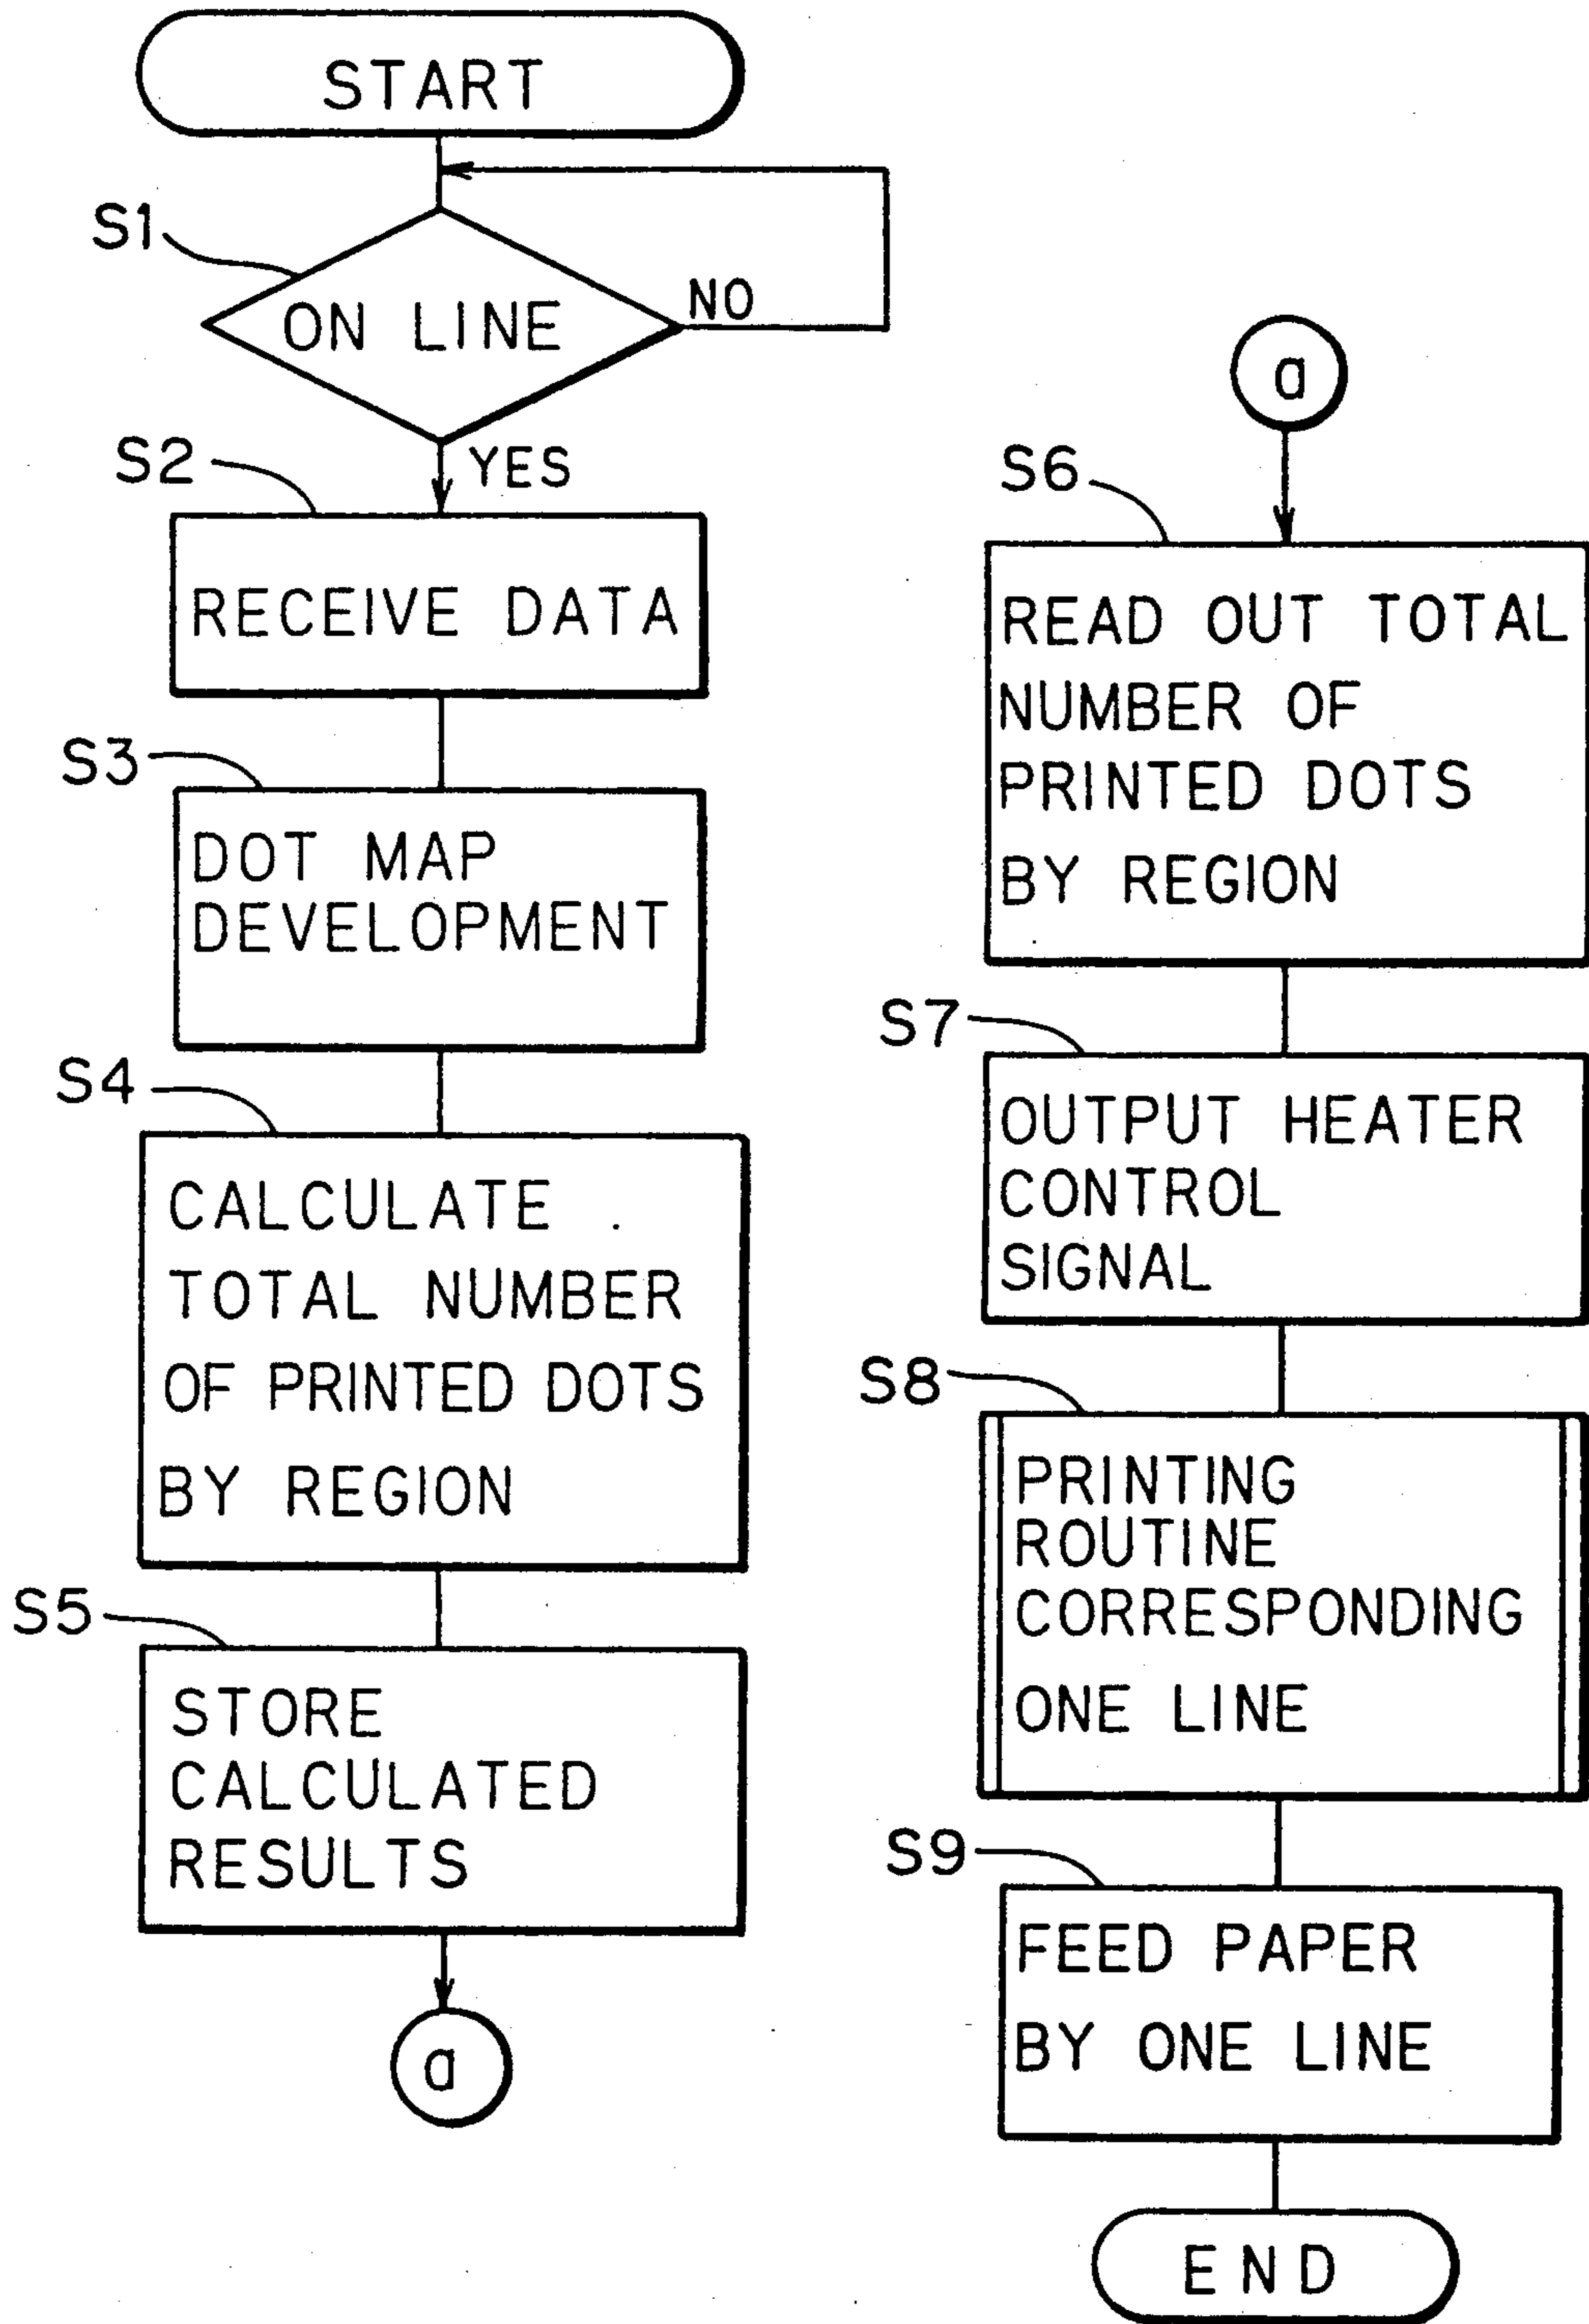 START
S1
ON LINE
NO
YES
S2
RECEIVE DATA
S3
DOT MAP
DEVELOPMENT
S4
CALCULATE
TOTAL NUMBER
OF PRINTED DOTS
BY REGION
S5
STORE
CALCULATED
RESULTS
a
a
S6
READ OUT TOTAL
NUMBER OF
PRINTED DOTS
BY REGION
S7
OUTPUT HEATER
CONTROL
SIGNAL
S8
PRINTING
ROUTINE
CORRESPONDING
ONE LINE
S9
FEED PAPER
BY ONE LINE
END